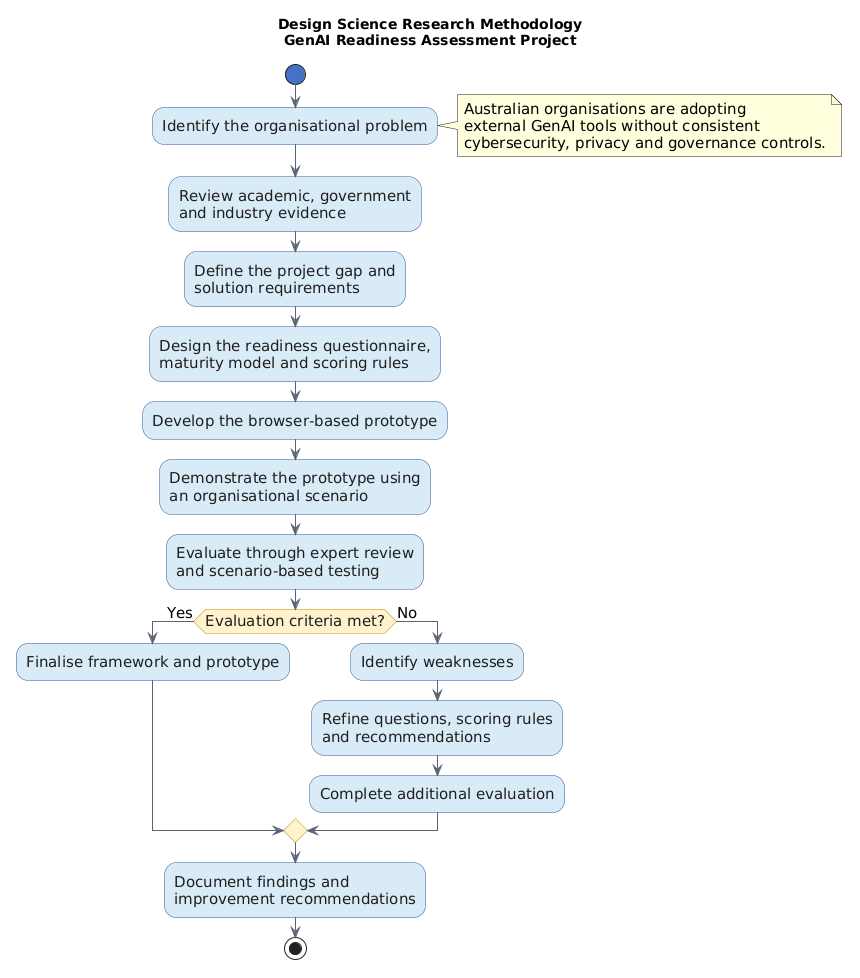 Design Science Research Methodology
GenAI Readiness Assessment Project
Identify the organisational problem
Australian organisations are adopting
external GenAI tools without consistent
cybersecurity, privacy and governance controls.
Review academic, government
and industry evidence
Define the project gap and
solution requirements
Design the readiness questionnaire,
maturity model and scoring rules
Develop the browser-based prototype
Demonstrate the prototype using
an organisational scenario
Evaluate through expert review
and scenario-based testing
Yes
Evaluation criteria met?
No
Finalise framework and prototype
Identify weaknesses
Refine questions, scoring rules
and recommendations
Complete additional evaluation
Document findings and
improvement recommendations